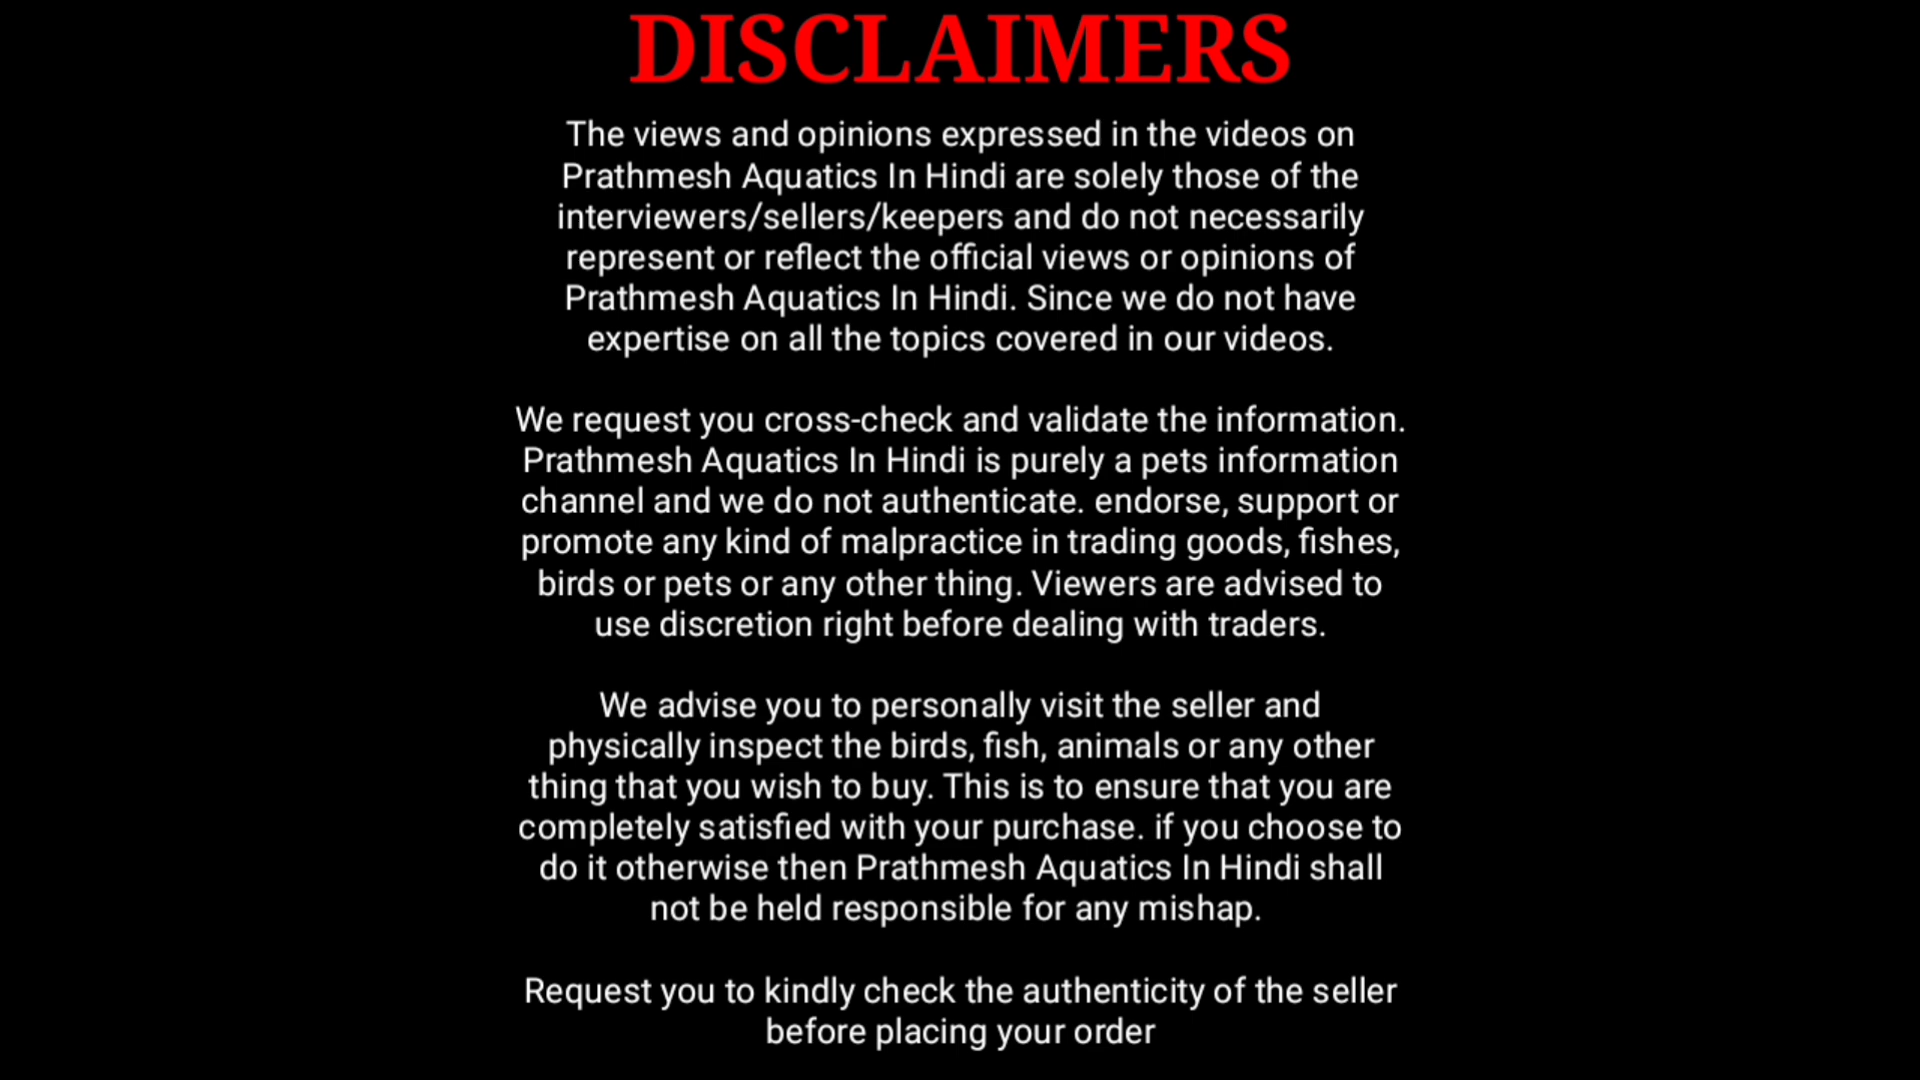 DISCLAIMERS
The views and opinions expressed in the videos on
Prathmesh Aquatics In Hindi are solely those of the
interviewers/sellers/keepers and do not necessarily
represent or reflect the official views or opinions of
Prathmesh Aquatics In Hindi. Since we do not have
expertise on all the topics covered in our videos.
We request you cross-check and validate the information.
Prathmesh Aquatics In Hindi is purely a pets information
channel and we do not authenticate. endorse, support or
promote any kind of malpractice in trading goods, fishes,
birds or pets or any other thing. Viewers are advised to
use discretion right before dealing with traders.
We advise you to personally visit the seller and
physically inspect the birds, fish, animals or any other
thing that you wish to buy. This is to ensure that you are
completely satisfied with your purchase. if you choose to
do it otherwise then Prathmesh Aquatics In Hindi shall
not be held responsible for any mishap.
Request you to kindly check the authenticity of the seller
before placing your order